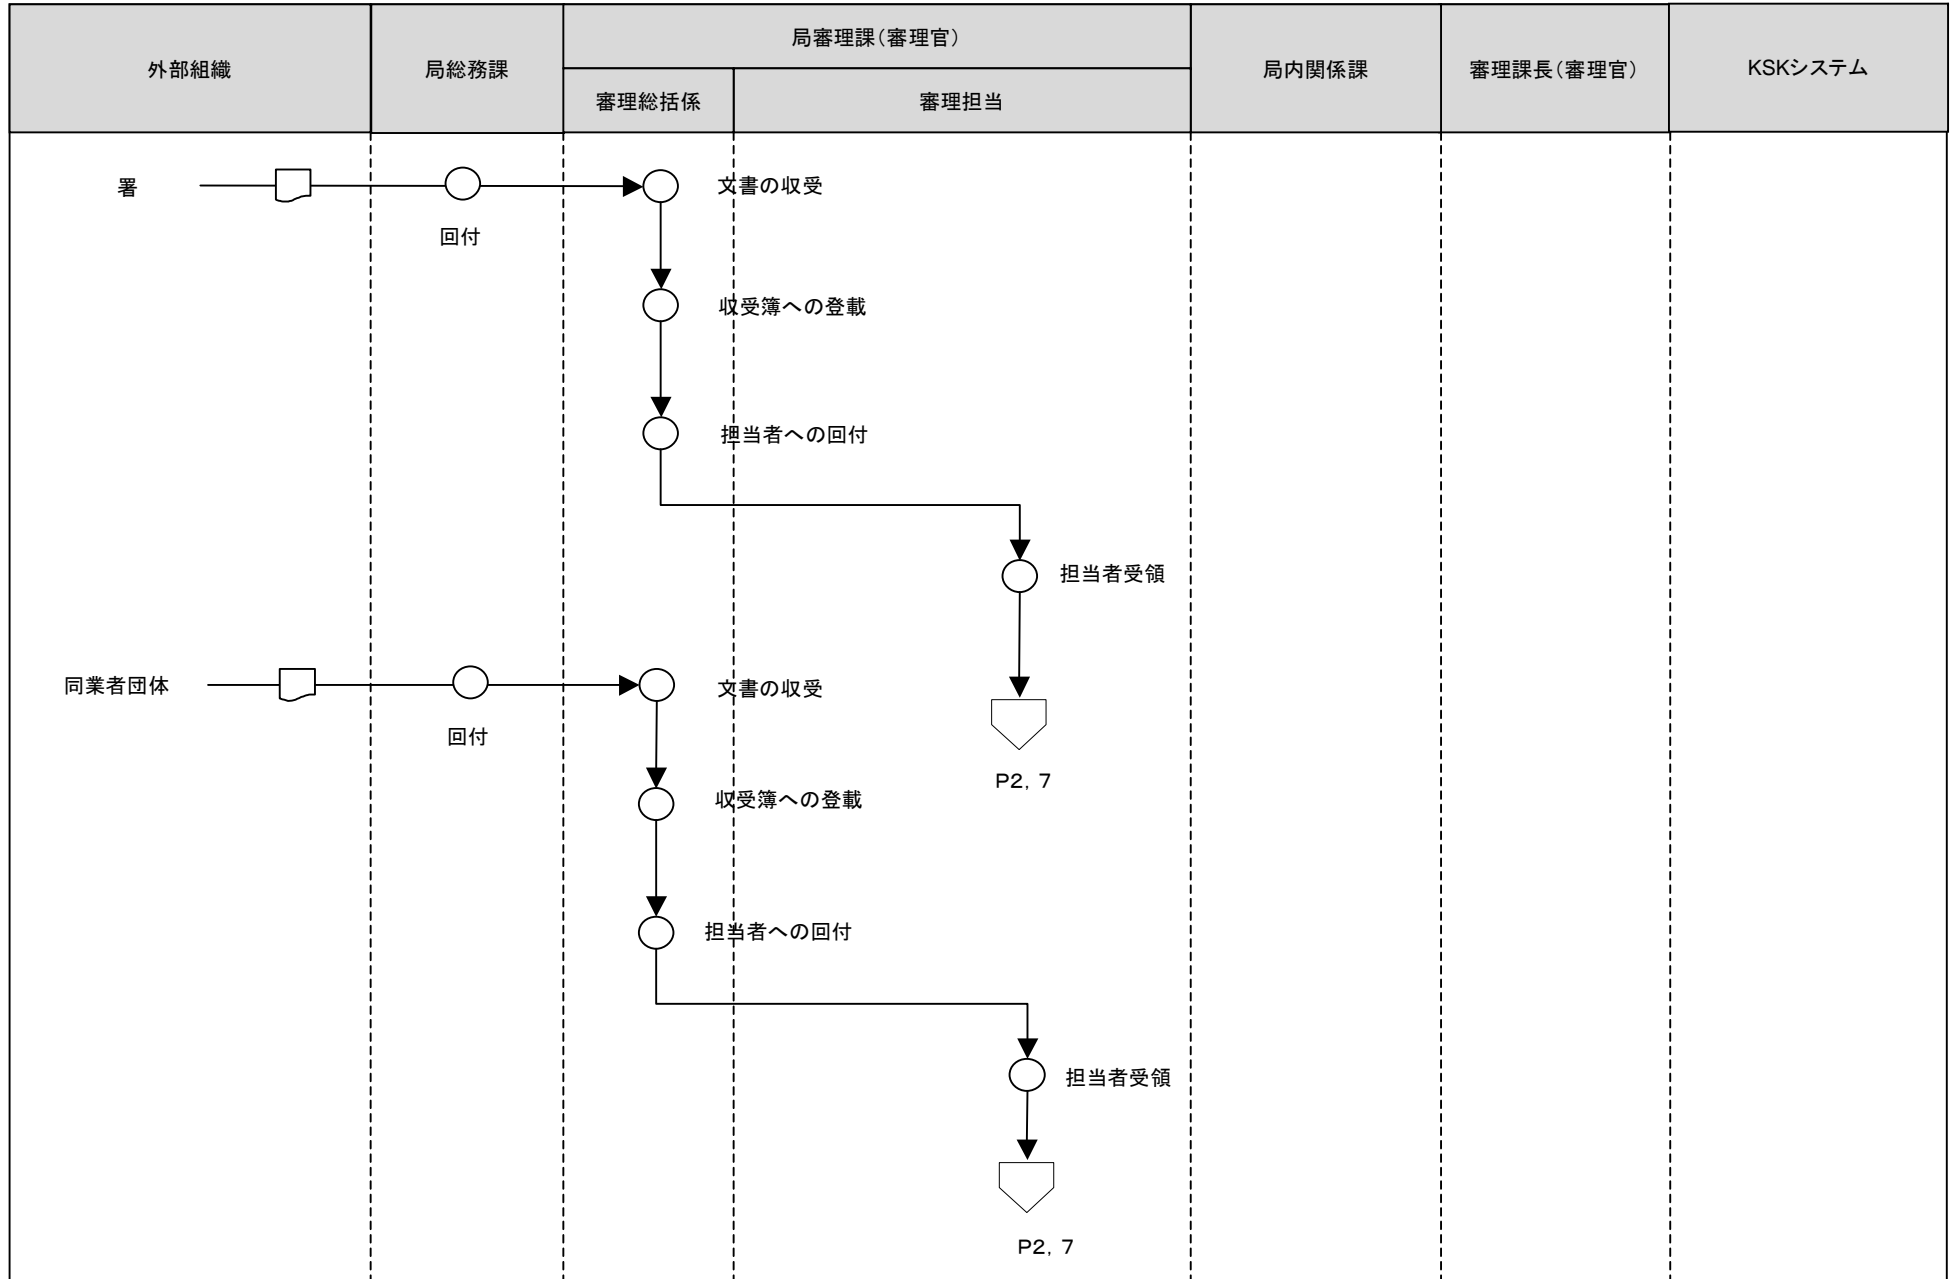 外部組織
局総務課
局審理課（審理官）
審理総括係
審理担当
局内関係課
審理課長（審理官）
KSKシステム
署
回付
文書の収受
収受簿への登載
担当者への回付
担当者受領
P2，7
同業者団体
回付
文書の収受
収受簿への登載
担当者への回付
担当者受領
P2，7